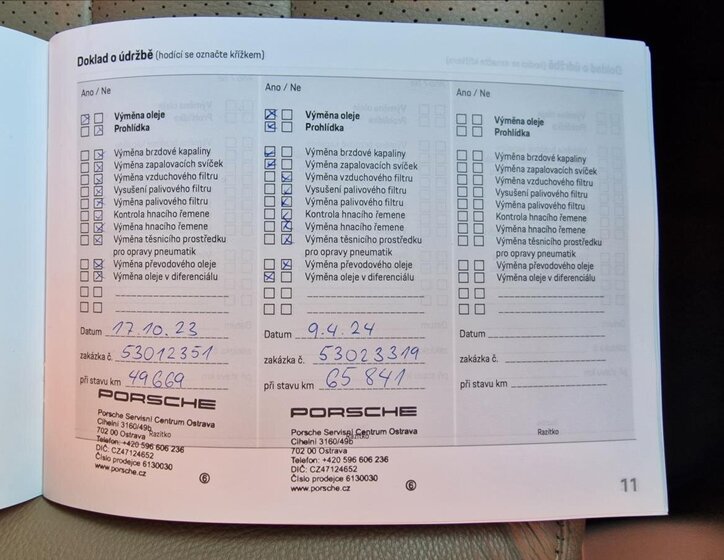 Doklad o údržbě (hodící se označte křížkem)
Ano / Ne
Výměna oleje
Prohlídka
Výměna brzdové kapaliny
Výměna zapalovacích svíček
Výměna vzduchového filtru
Vysušení palivového filtru
Výměna palivového filtru
Kontrola hnacího řemene
Výměna hnacího řemene
Výměna těsnicího prostředku
pro opravy pneumatik
Výměna převodového oleje
Výměna oleje v diferenciálu
Datum 17.10.23
zakázka č. 53012351
při stavu km 49669
PORSCHE
Porsche Servisní Centrum Ostrava
Cihelní 3160/49b
702 00 Ostrava Razítko
Telefon: +420 596 606 236
DIČ: CZ47124652
Číslo prodejce 6130030
www.porsche.cz
6
Ano / Ne
Výměna oleje
Prohlídka
Výměna brzdové kapaliny
Výměna zapalovacích svíček
Výměna vzduchového filtru
Vysušení palivového filtru
Výměna palivového filtru
Kontrola hnacího řemene
Výměna hnacího řemene
Výměna těsnicího prostředku
pro opravy pneumatik
Výměna převodového oleje
Výměna oleje v diferenciálu
Datum 9.4.24
zakázka č. 53023319
při stavu km 65841
PORSCHE
Porsche Servisní Centrum Ostrava
Cihelní 3160/49b Razítko
702 00 Ostrava
Telefon: +420 596 606 236
DIČ: CZ47124652
Číslo prodejce 6130030
www.porsche.cz
6
Ano / Ne
Výměna oleje
Prohlídka
Výměna brzdové kapaliny
Výměna zapalovacích svíček
Výměna vzduchového filtru
Vysušení palivového filtru
Výměna palivového filtru
Kontrola hnacího řemene
Výměna hnacího řemene
Výměna těsnicího prostředku
pro opravy pneumatik
Výměna převodového oleje
Výměna oleje v diferenciálu
Datum
zakázka č.
při stavu km
Razítko
11